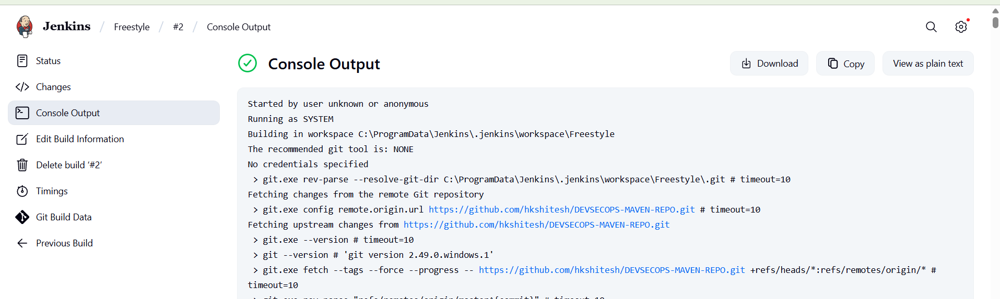 Jenkins / Freestyle / #2 / Console Output
Status
Changes
Console Output
Edit Build Information
Delete build ‘#2’
Timings
Git Build Data
Previous Build
Console Output
Download
Copy
View as plain text
Started by user unknown or anonymous
Running as SYSTEM
Building in workspace C:\ProgramData\Jenkins\.jenkins\workspace\Freestyle
The recommended git tool is: NONE
No credentials specified
> git.exe rev-parse --resolve-git-dir C:\ProgramData\Jenkins\.jenkins\workspace\Freestyle\.git # timeout=10
Fetching changes from the remote Git repository
> git.exe config remote.origin.url https://github.com/hkshitesh/DEVSECOPS-MAVEN-REPO.git # timeout=10
Fetching upstream changes from https://github.com/hkshitesh/DEVSECOPS-MAVEN-REPO.git
> git.exe --version # timeout=10
> git --version # 'git version 2.49.0.windows.1'
> git.exe fetch --tags --force --progress -- https://github.com/hkshitesh/DEVSECOPS-MAVEN-REPO.git +refs/heads/*:refs/remotes/origin/* #
timeout=10